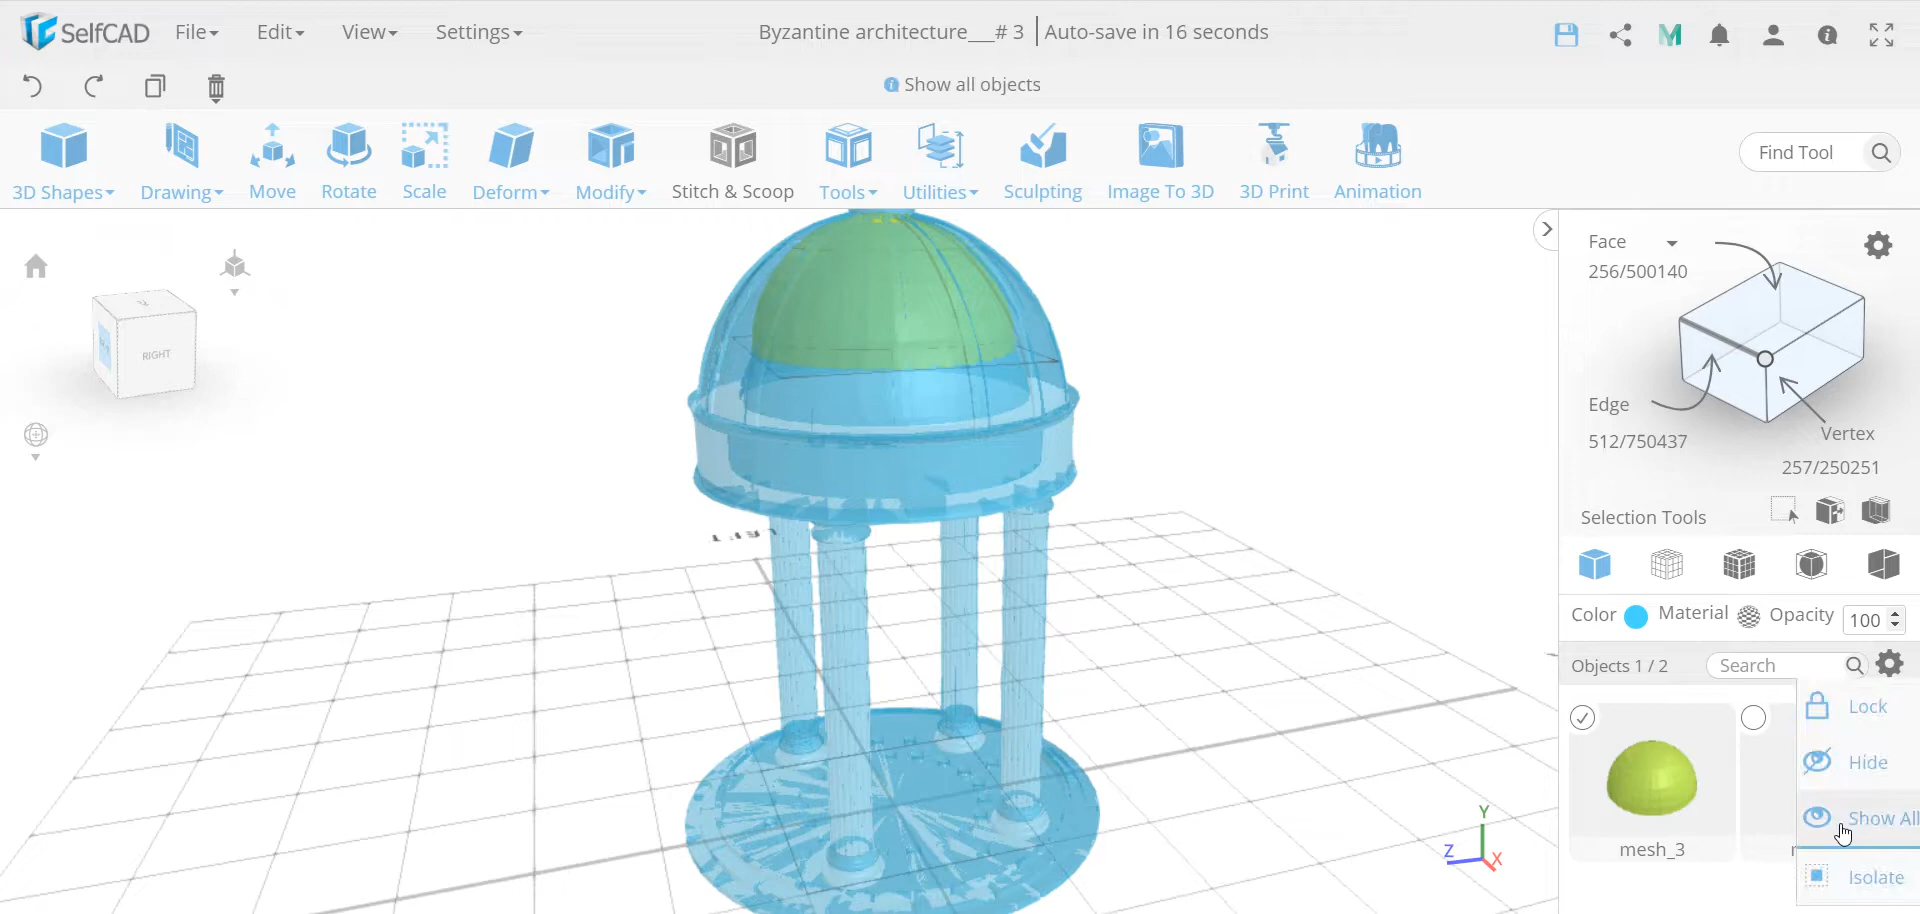 SelfCAD File Edit View Settings Byzantine architecture___# 3 Auto-save in 16 seconds
Show all objects
3D Shapes Drawing Move Rotate Scale Deform Modify Stitch & Scoop Tools Utilities Sculpting Image To 3D 3D Print Animation
Find Tool
RIGHT
Face
256/500140
Edge
512/750437
Vertex
257/250251
Selection Tools
Color Material Opacity 100
Objects 1 / 2 Search
Lock
Hide
Show All
Isolate
mesh_3
Y
Z
X